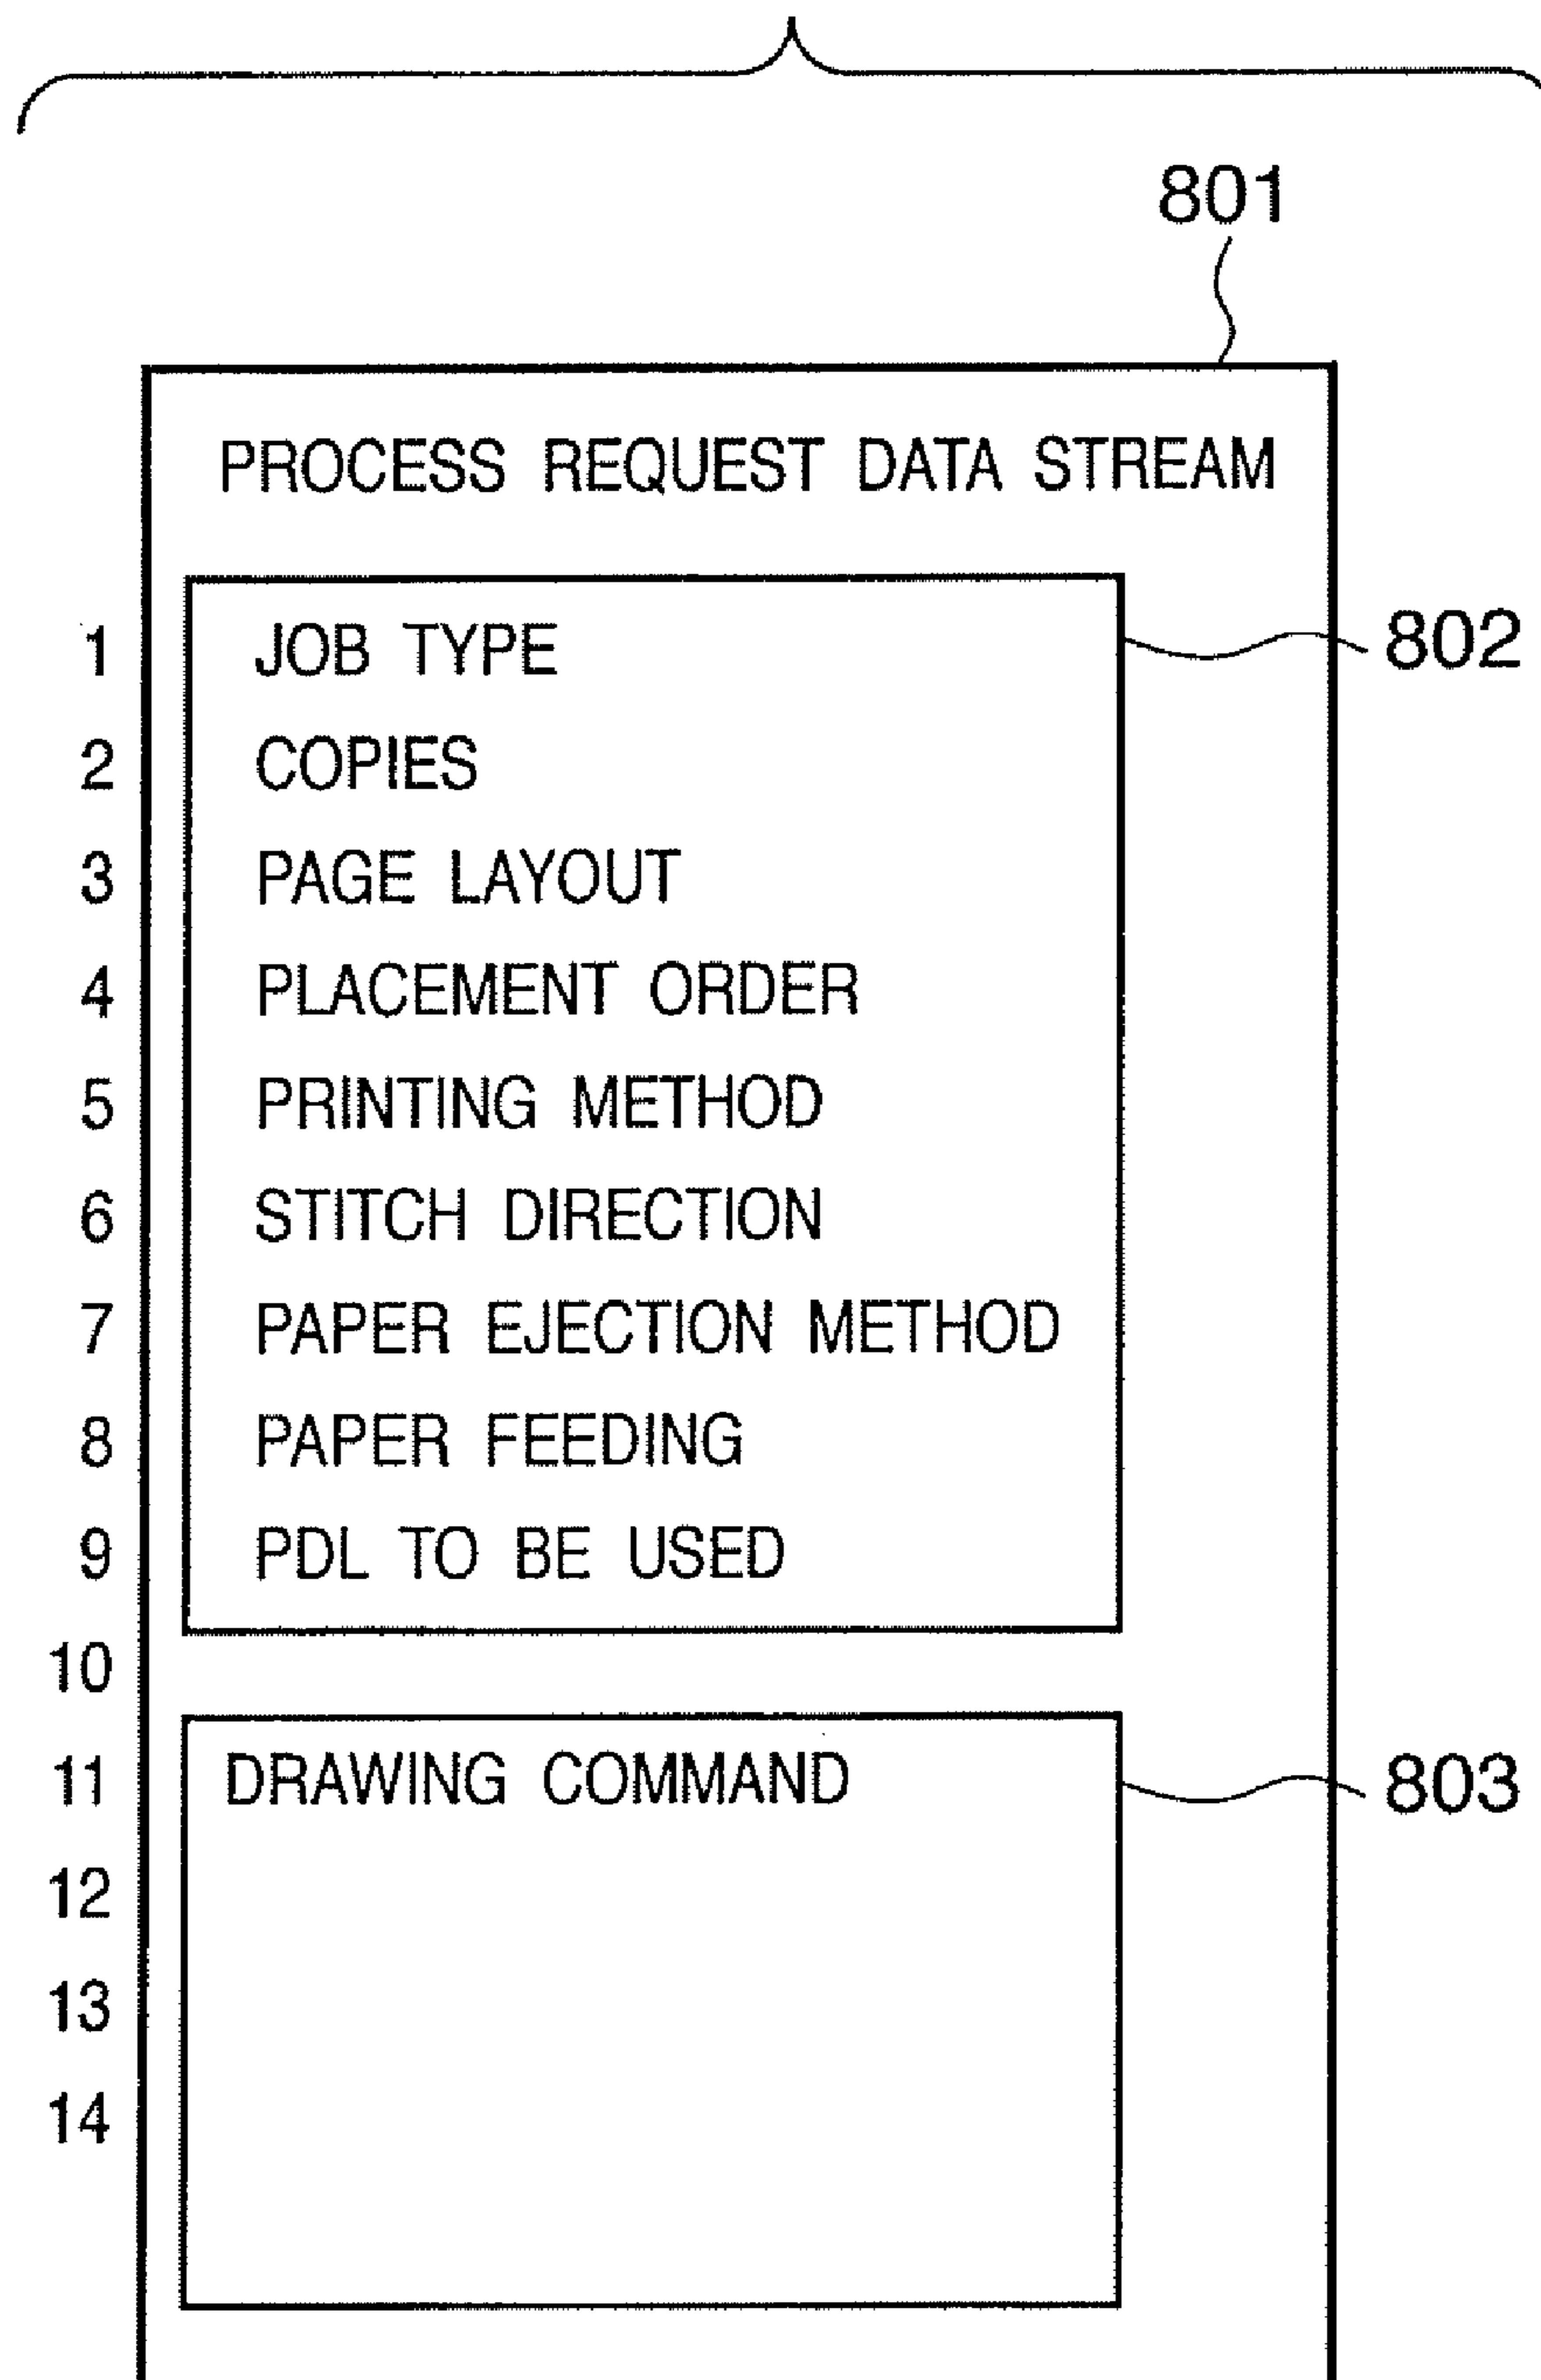 801
PROCESS REQUEST DATA STREAM
1 JOB TYPE 802
2 COPIES
3 PAGE LAYOUT
4 PLACEMENT ORDER
5 PRINTING METHOD
6 STITCH DIRECTION
7 PAPER EJECTION METHOD
8 PAPER FEEDING
9 PDL TO BE USED
10
11 DRAWING COMMAND 803
12
13
14